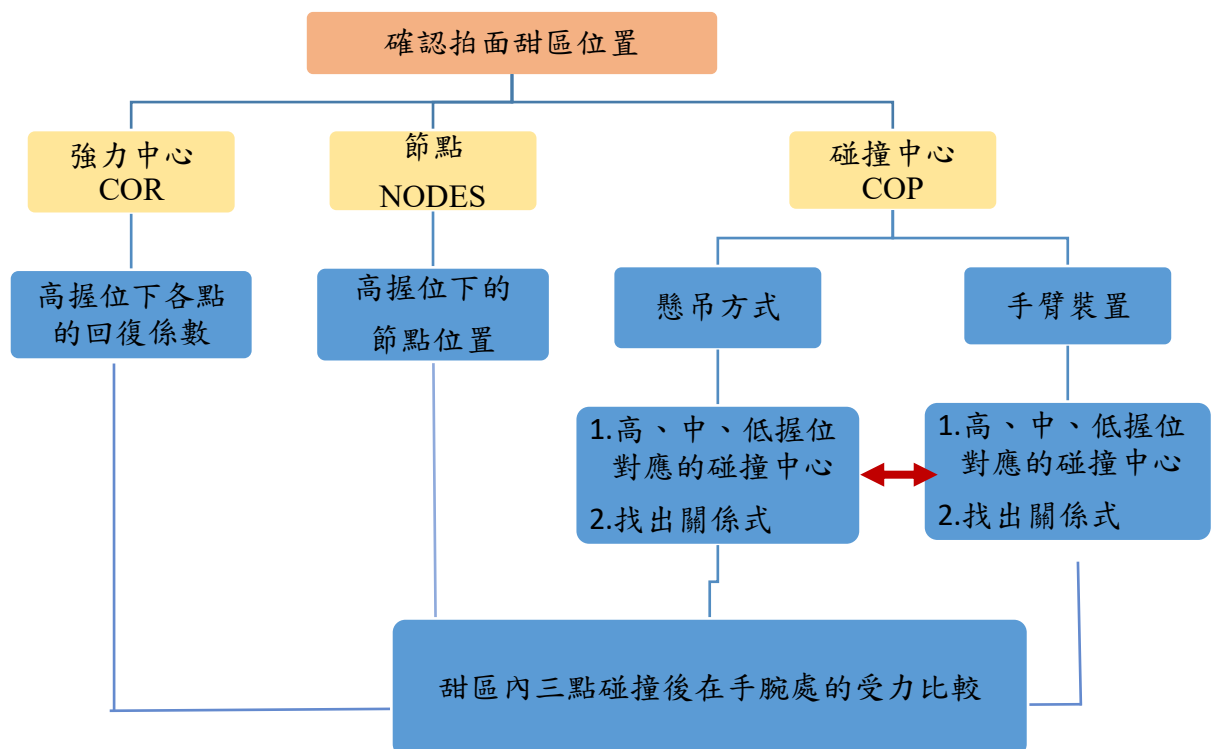 確認拍面甜區位置
強力中心
COR
節點
NODES
碰撞中心
COP
高握位下各點
的回復係數
高握位下的
節點位置
懸吊方式
手臂裝置
1.高、中、低握位
對應的碰撞中心
2.找出關係式
1.高、中、低握位
對應的碰撞中心
2.找出關係式
甜區內三點碰撞後在手腕處的受力比較